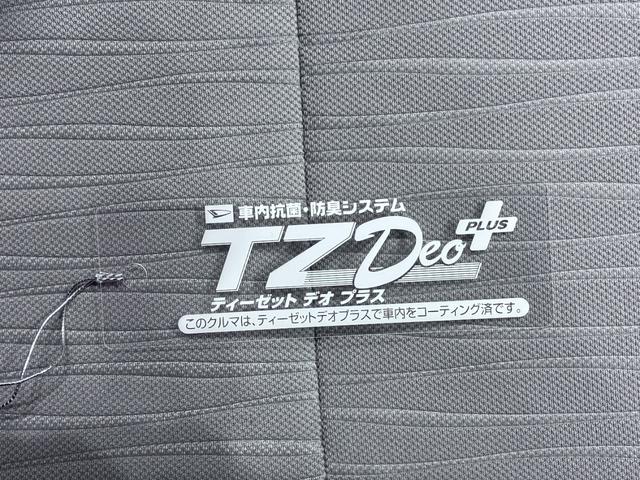 車内抗菌・防臭システム
TZ Deo PLUS
ティーゼット デオ プラス
このクルマは、ティーゼットデオプラスで車内をコーティング済です。